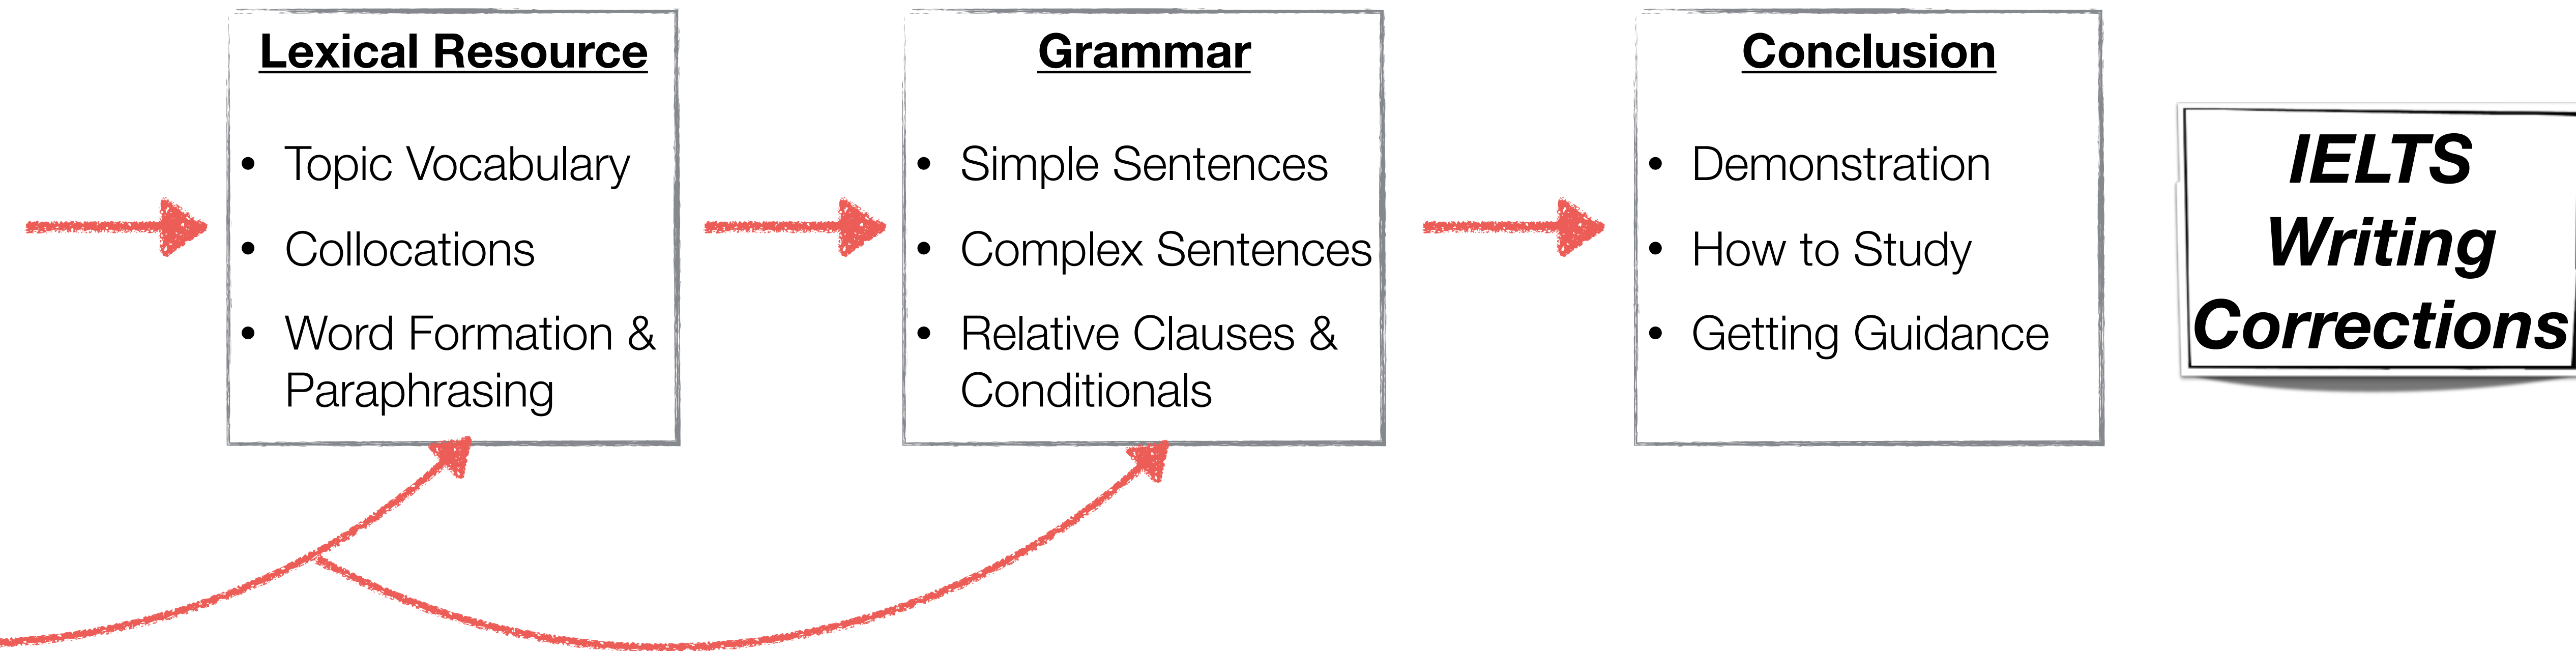 Lexical Resource
• Topic Vocabulary
• Collocations
• Word Formation &
Paraphrasing
Grammar
• Simple Sentences
• Complex Sentences
• Relative Clauses &
Conditionals
Conclusion
• Demonstration
• How to Study
• Getting Guidance
IELTS
Writing
Corrections